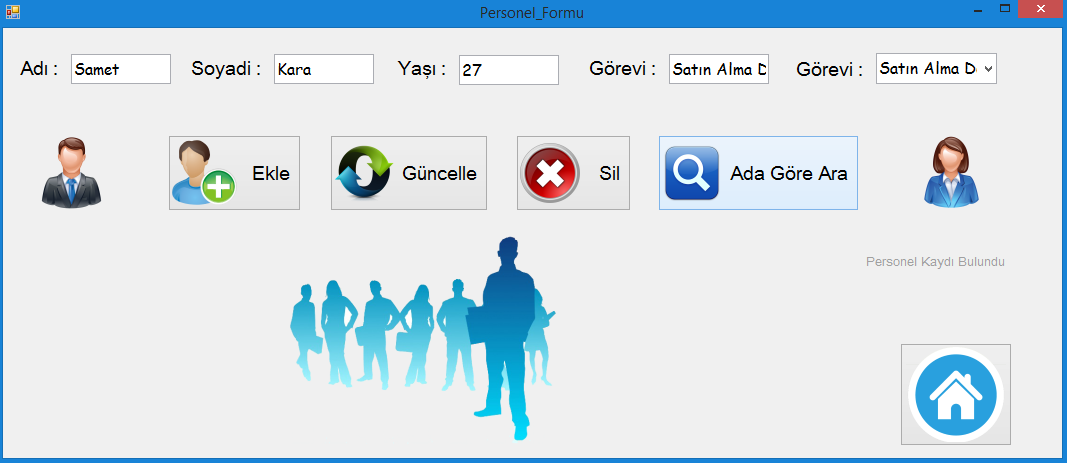 Personel_Formu
Adı : Samet Soyadi : Kara Yaşı : 27 Görevi : Satın Alma D Görevi : Satın Alma D
Ekle Güncelle Sil Ada Göre Ara
Personel Kaydı Bulundu